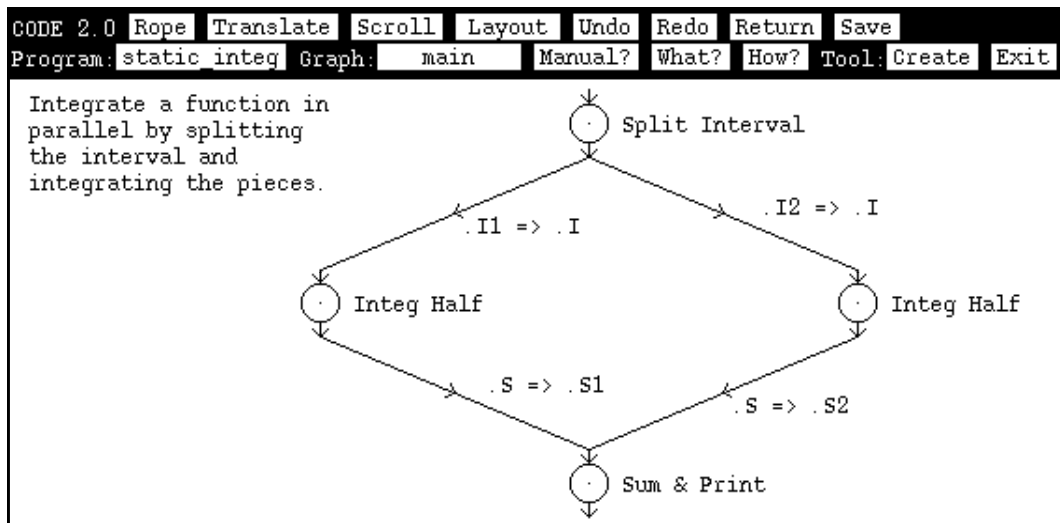 CODE 2.0 Rope Translate Scroll Layout Undo Redo Return Save
Program: static_integ Graph: main Manual? What? How? Tool: Create Exit
Integrate a function in
parallel by splitting
the interval and
integrating the pieces.
Split Interval
.I1 => .I
.I2 => .I
Integ Half
Integ Half
.S => .S1
.S => .S2
Sum & Print